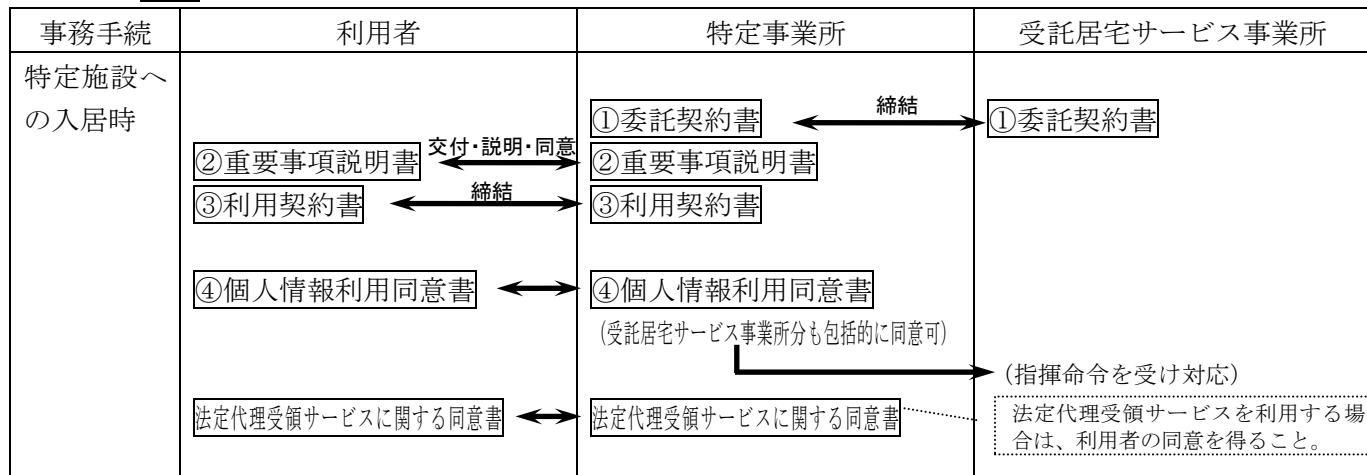 事務手続 利用者 特定事業所 受託居宅サービス事業所
特定施設へ
の入居時
①委託契約書 締結 ①委託契約書
②重要事項説明書 交付・説明・同意 ②重要事項説明書
③利用契約書 締結 ③利用契約書
④個人情報利用同意書 ④個人情報利用同意書
(受託居宅サービス事業所分も包括的に同意可)
(指揮命令を受け対応)
法定代理受領サービスに関する同意書 法定代理受領サービスに関する同意書
法定代理受領サービスを利用する場
合は、利用者の同意を得ること。